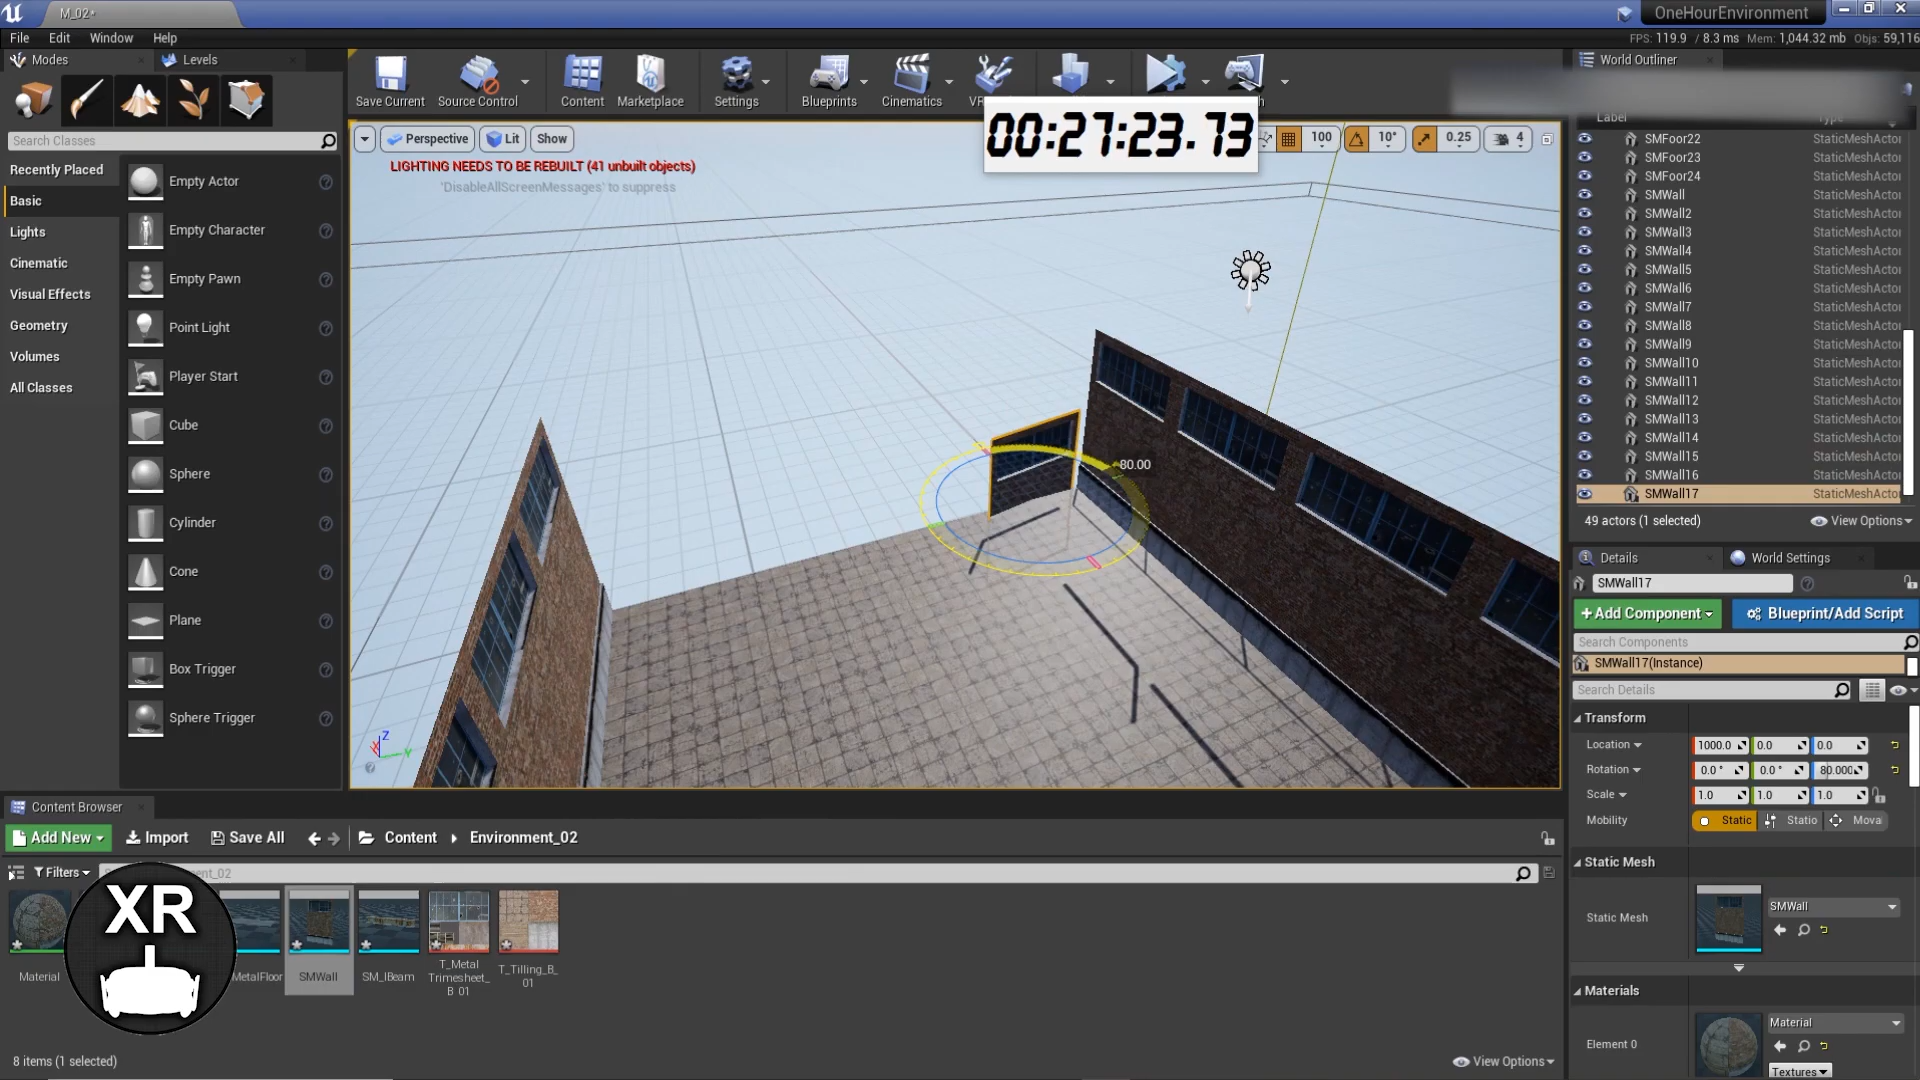 M_02*
OneHourEnvironment
File Edit Window Help
FPS: 119.9 / 8.3 ms Mem: 1,044.32 mb Objs: 59,116
Modes
Levels
World Outliner
Save Current
Source Control
Content
Marketplace
Settings
Blueprints
Cinematics
00:27:23.73
Search Classes
Recently Placed
Basic
Lights
Cinematic
Visual Effects
Geometry
Volumes
All Classes
Empty Actor
Empty Character
Empty Pawn
Point Light
Player Start
Cube
Sphere
Cylinder
Cone
Plane
Box Trigger
Sphere Trigger
Perspective
Lit
Show
100
10°
0.25
4
LIGHTING NEEDS TO BE REBUILT (41 unbuilt objects)
'DisableAllScreenMessages' to suppress
80.00
Z
X
Y
Label
SMFoor22 StaticMeshActor
SMFoor23 StaticMeshActor
SMFoor24 StaticMeshActor
SMWall StaticMeshActor
SMWall2 StaticMeshActor
SMWall3 StaticMeshActor
SMWall4 StaticMeshActor
SMWall5 StaticMeshActor
SMWall6 StaticMeshActor
SMWall7 StaticMeshActor
SMWall8 StaticMeshActor
SMWall9 StaticMeshActor
SMWall10 StaticMeshActor
SMWall11 StaticMeshActor
SMWall12 StaticMeshActor
SMWall13 StaticMeshActor
SMWall14 StaticMeshActor
SMWall15 StaticMeshActor
SMWall16 StaticMeshActor
SMWall17 StaticMeshActor
49 actors (1 selected)
View Options
Details
World Settings
SMWall17
+Add Component
Blueprint/Add Script
Search Components
SMWall17(Instance)
Search Details
Transform
Location 1000.0 0.0 0.0
Rotation 0.0 ° 0.0 ° 80.000
Scale 1.0 1.0 1.0
Mobility Static Statio Mova
Static Mesh
Static Mesh
SMWall
Materials
Element 0
Material
Textures
Content Browser
Add New
Import
Save All
Content
Environment_02
Filters
XR
Material
MetalFloor
SMWall
SM_IBeam
T_Metal
Trimesheet_
B_01
T_Tilling_B_
01
8 items (1 selected)
View Options